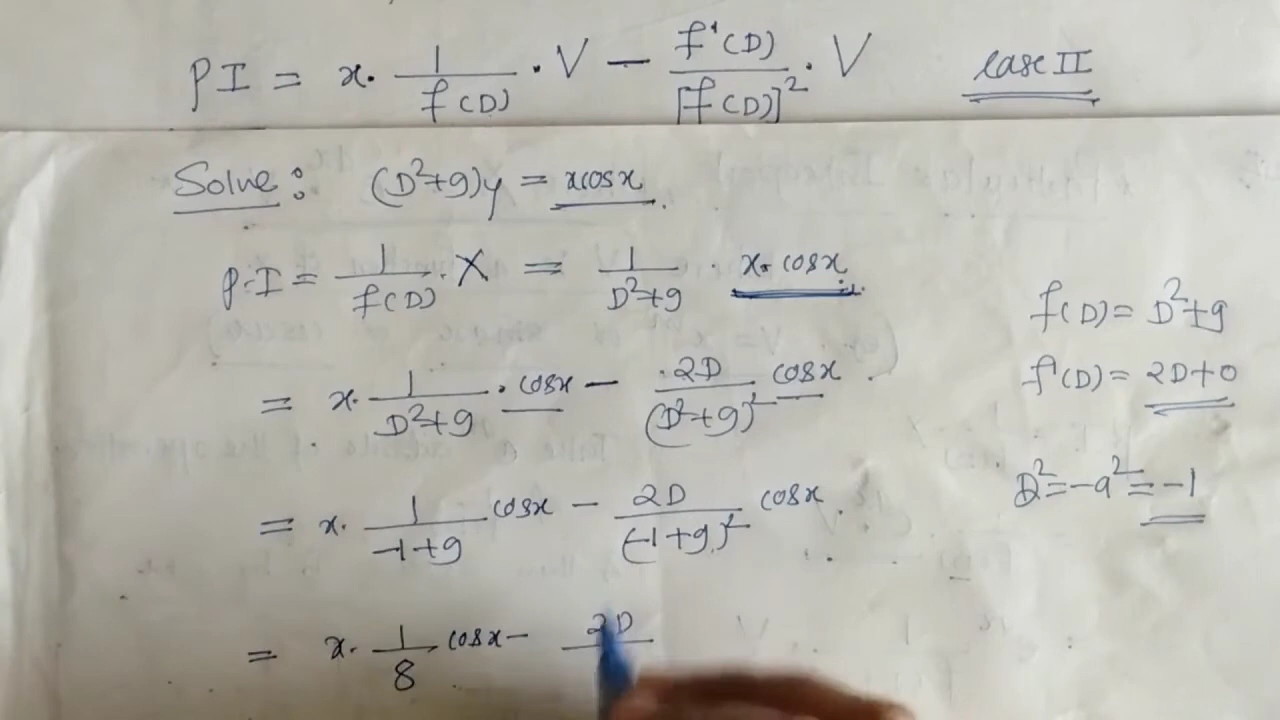 PI = x. 1/f(D) . V − f'(D)/[f(D)]² . V case II
Solve : (D²+9)y = xcosx.
P.I = 1/f(D) . X = 1/D²+9 . x. cosx
f(D) = D²+9
= x. 1/D²+9 . cosx − .2D/(D²+9)² cosx .
f'(D) = 2D+0
D² = -a² = -1
= x. 1/-1+9 cosx − 2D/(-1+9)² cosx.
= x. 1/8 cosx − 2D